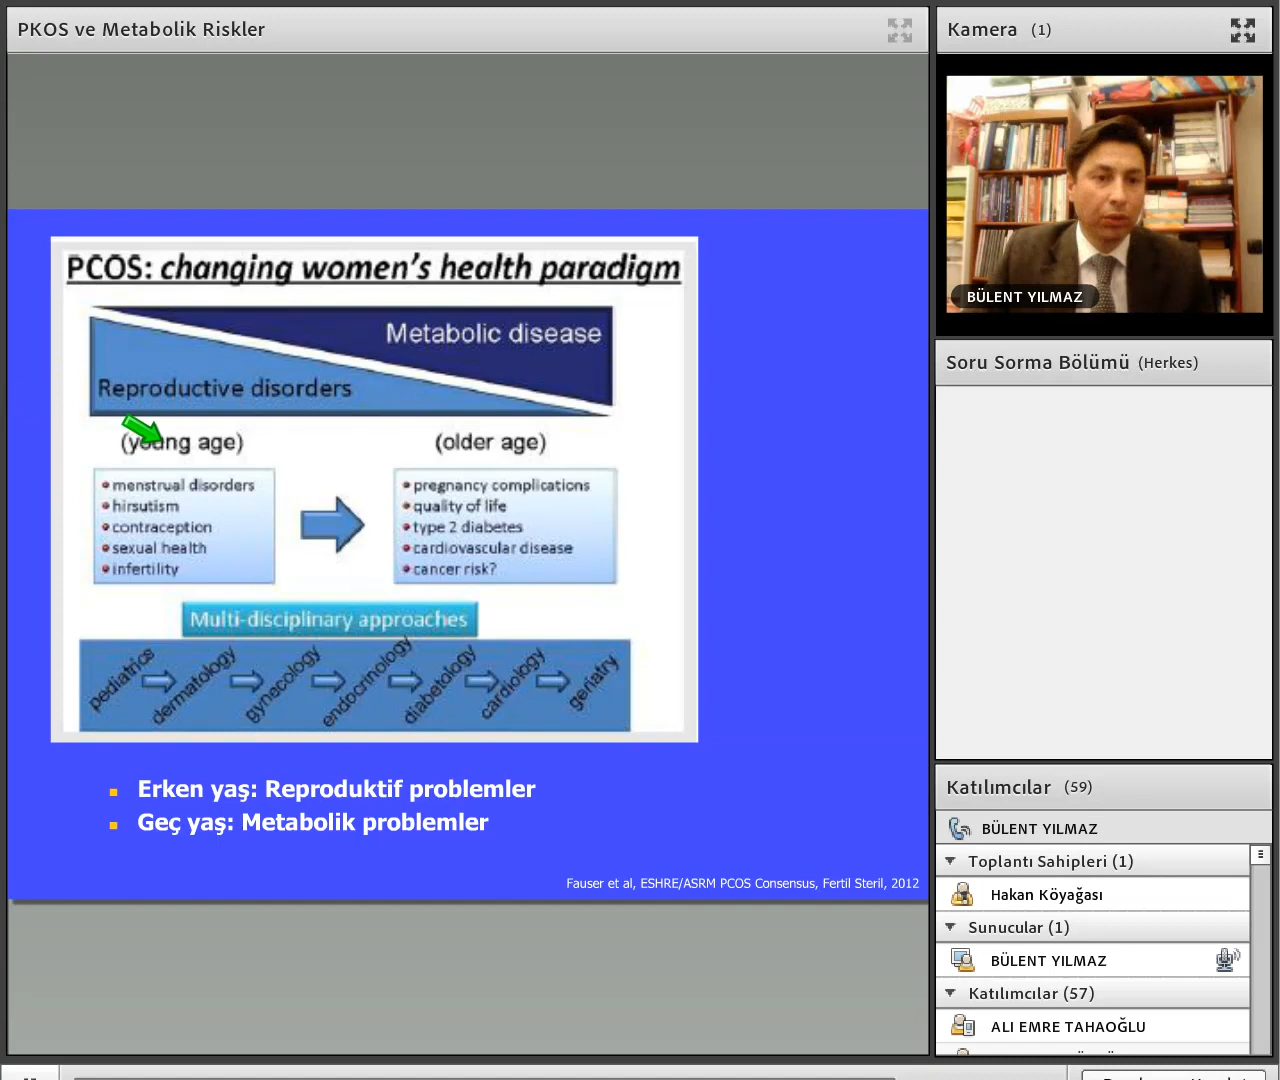 PKOS ve Metabolik Riskler
PCOS: changing women's health paradigm
Metabolic disease
Reproductive disorders
(young age)
(older age)
menstrual disorders
hirsutism
contraception
sexual health
infertility
pregnancy complications
quality of life
type 2 diabetes
cardiovascular disease
cancer risk?
Multi-disciplinary approaches
pediatrics
dermatology
gynecology
endocrinology
diabetology
cardiology
geriatry
Erken yaş: Reproduktif problemler
Geç yaş: Metabolik problemler
Fauser et al, ESHRE/ASRM PCOS Consensus, Fertil Steril, 2012
Kamera (1)
BÜLENT YILMAZ
Soru Sorma Bölümü (Herkes)
Katılımcılar (59)
BÜLENT YILMAZ
Toplantı Sahipleri (1)
Hakan Köyağası
Sunucular (1)
BÜLENT YILMAZ
Katılımcılar (57)
ALI EMRE TAHAOĞLU